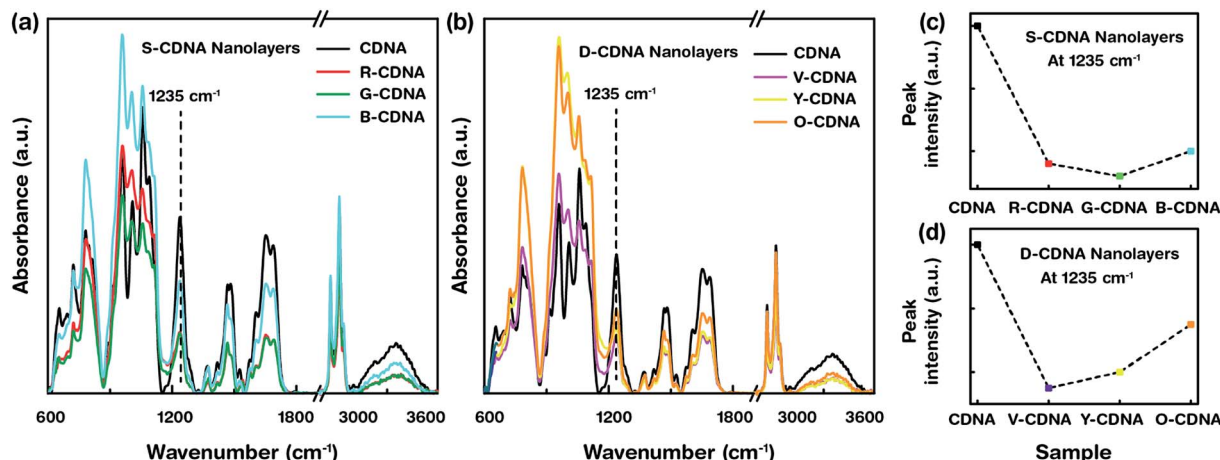 (a)
S-CDNA Nanolayers
CDNA
R-CDNA
G-CDNA
B-CDNA
1235 cm⁻¹
Absorbance (a.u.)
600
1200
1800
3000
3600
Wavenumber (cm⁻¹)
(b)
D-CDNA Nanolayers
CDNA
V-CDNA
Y-CDNA
O-CDNA
1235 cm⁻¹
Absorbance (a.u.)
600
1200
1800
3000
3600
Wavenumber (cm⁻¹)
(c)
S-CDNA Nanolayers
At 1235 cm⁻¹
Peak
intensity (a.u.)
CDNA R-CDNA G-CDNA B-CDNA
(d)
D-CDNA Nanolayers
At 1235 cm⁻¹
Peak
intensity (a.u.)
CDNA V-CDNA Y-CDNA O-CDNA
Sample